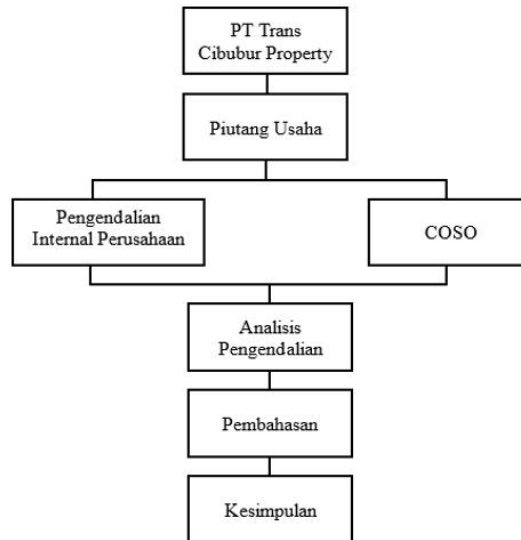 PT Trans
Cibubur Property
Piutang Usaha
Pengendalian
Internal Perusahaan
COSO
Analisis
Pengendalian
Pembahasan
Kesimpulan